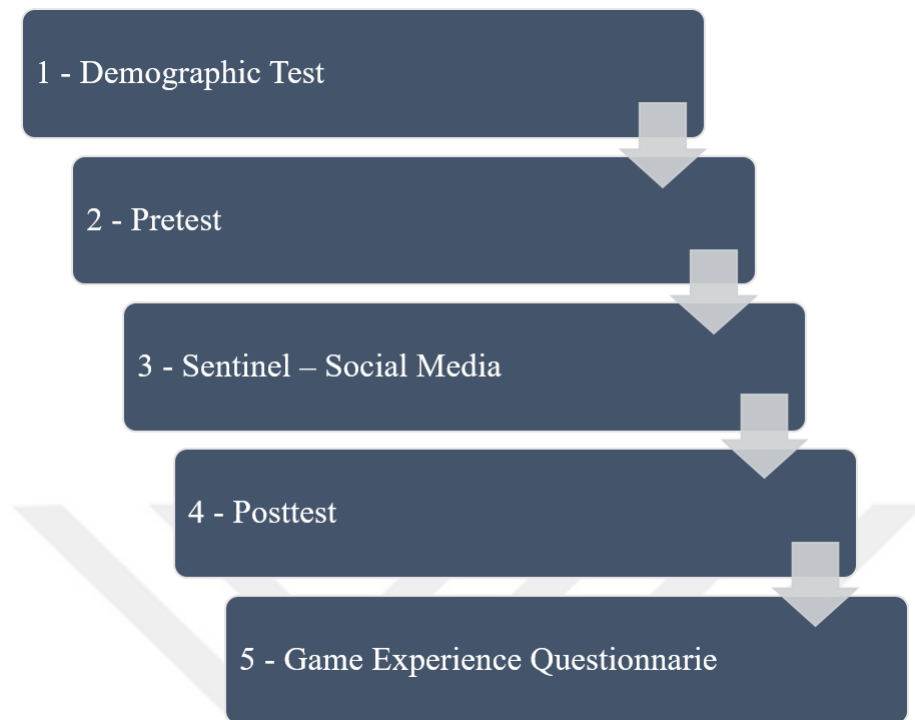 1 - Demographic Test
2 - Pretest
3 - Sentinel – Social Media
4 - Posttest
5 - Game Experience Questionnarie